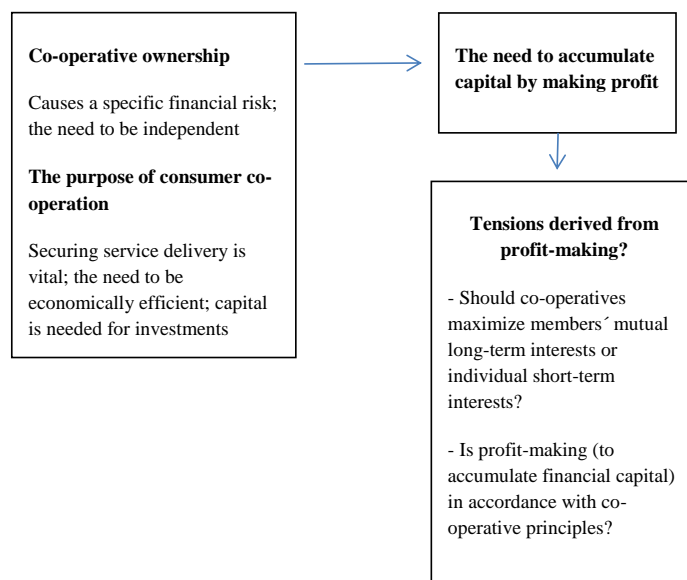 Co-operative ownership
Causes a specific financial risk;
the need to be independent
The purpose of consumer co-
operation
Securing service delivery is
vital; the need to be
economically efficient; capital
is needed for investments
The need to accumulate
capital by making profit
Tensions derived from
profit-making?
- Should co-operatives
maximize members´ mutual
long-term interests or
individual short-term
interests?
- Is profit-making (to
accumulate financial capital)
in accordance with co-
operative principles?